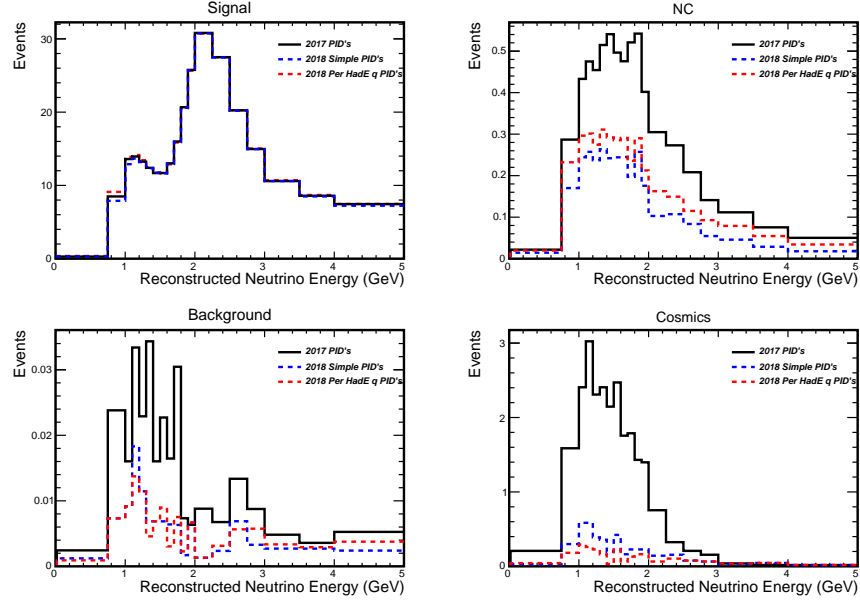 Signal
Events
30
20
10
0
2017 PID's
2018 Simple PID's
2018 Per HadE q PID's
0 1 2 3 4 5
Reconstructed Neutrino Energy (GeV)
NC
Events
0.5
0.4
0.3
0.2
0.1
0
2017 PID's
2018 Simple PID's
2018 Per HadE q PID's
0 1 2 3 4 5
Reconstructed Neutrino Energy (GeV)
Background
Events
0.03
0.02
0.01
0
2017 PID's
2018 Simple PID's
2018 Per HadE q PID's
0 1 2 3 4 5
Reconstructed Neutrino Energy (GeV)
Cosmics
Events
3
2
1
0
2017 PID's
2018 Simple PID's
2018 Per HadE q PID's
0 1 2 3 4 5
Reconstructed Neutrino Energy (GeV)